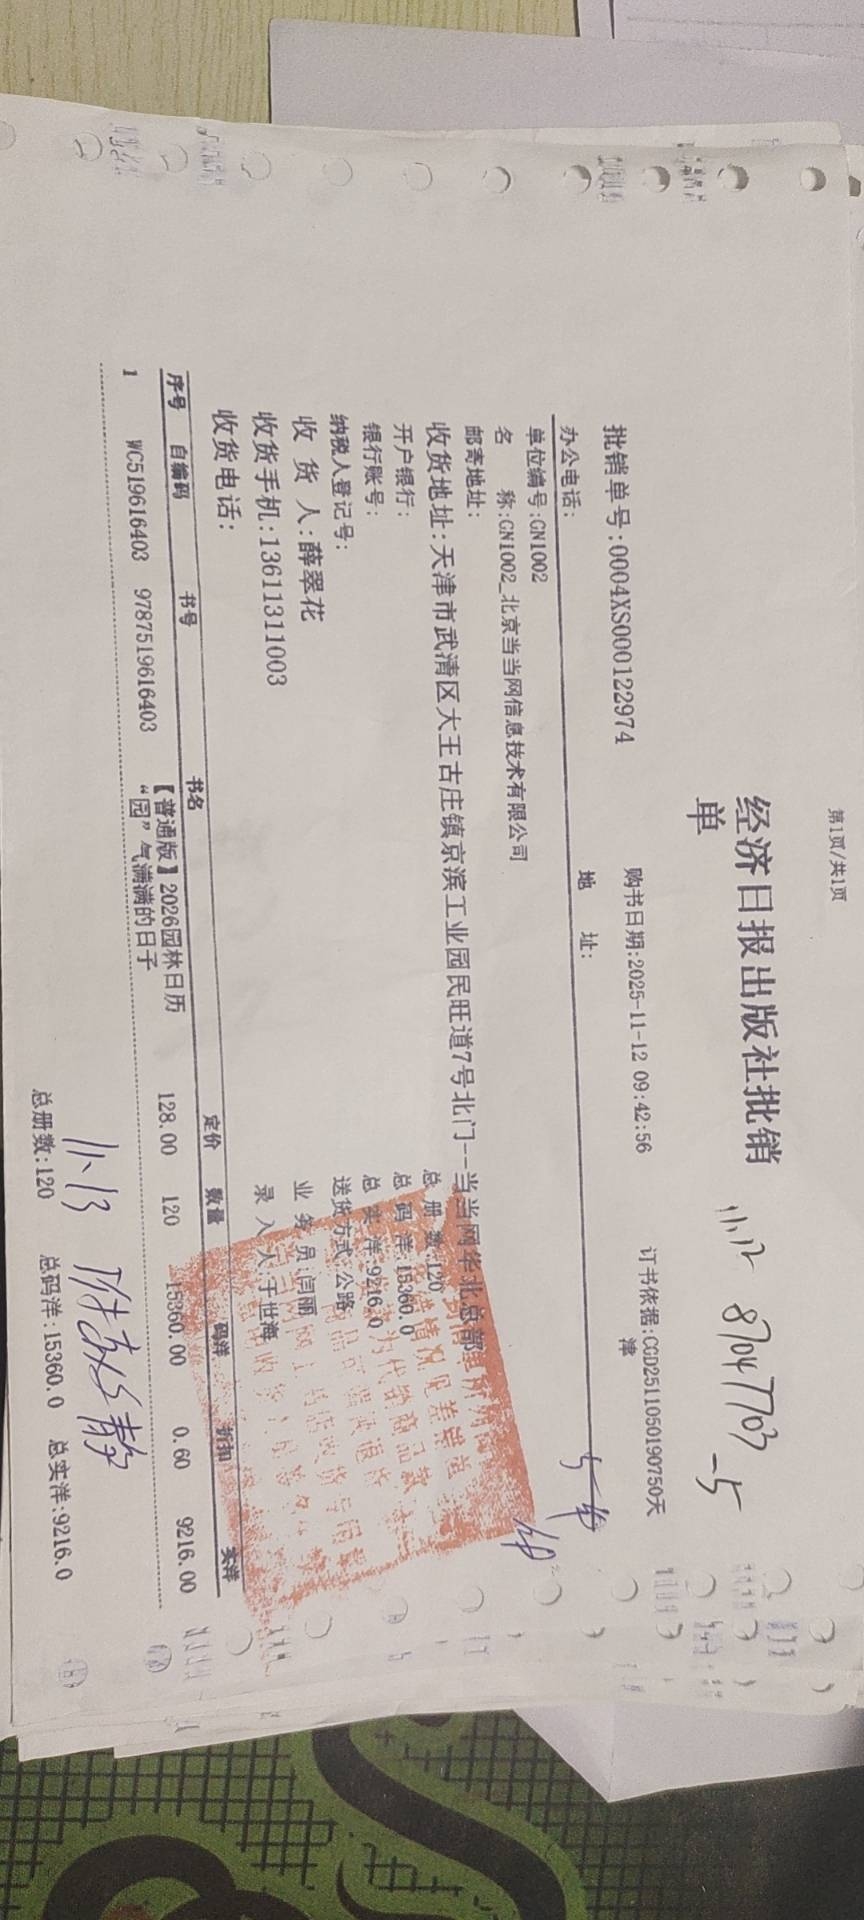 第1页/共1页
经济日报出版社批销
单
11.12 87047703
-5
批销单号:0004XS000122974 购书日期:2025-11-12 09:42:56 订书依据:CGD2511050190750天
津
办公电话: 地 址:
单位编号:GN1002
名 称:GN1002_北京当当网信息技术有限公司
邮寄地址:
收货地址:天津市武清区大王古庄镇京滨工业园民旺道7号北门--当当网华北总部
开户银行: 总 册 数:120
银行账号: 总 码 洋:15360.0
纳税人登记号: 总 实 洋:9216.0
收 货 人:薛翠花 送货方式:公路
收货手机:13611311003 业 务 员:闫丽
收货电话: 录 入 人:于世海
序号 自编码 书号 书名 定价 数量 码洋 折扣 实洋
1 WC519616403 9787519616403 【普通版】2026园林日历 128.00 120 15360.00 0.60 9216.00
“园”气满满的日子
11.13
总册数:120 总码洋:15360.0 总实洋:9216.0